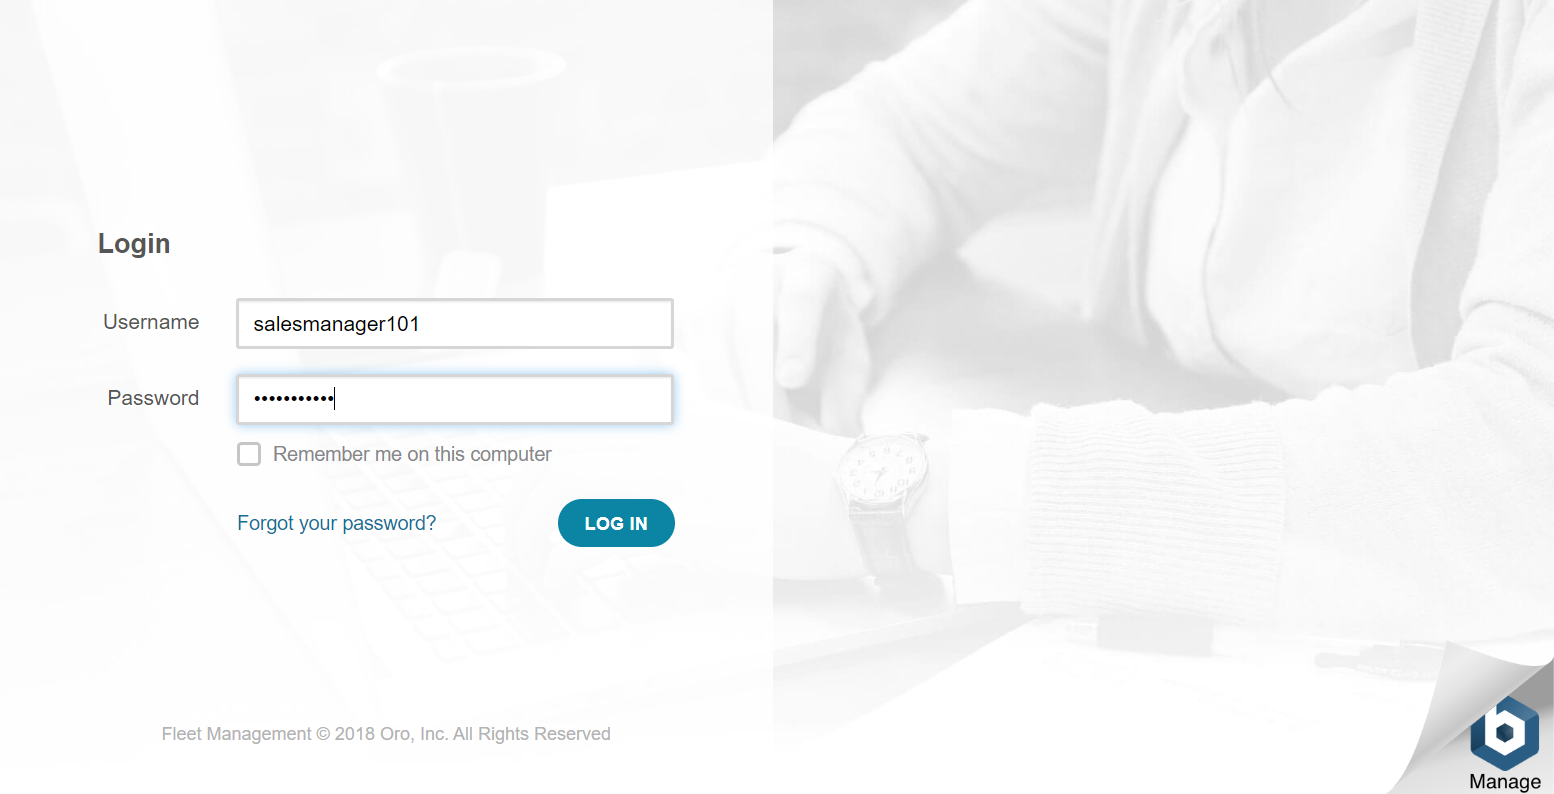 Login
Username
salesmanager101
Password
•••••••••••
Remember me on this computer
Forgot your password?
LOG IN
Fleet Management © 2018 Oro, Inc. All Rights Reserved
b
Manage